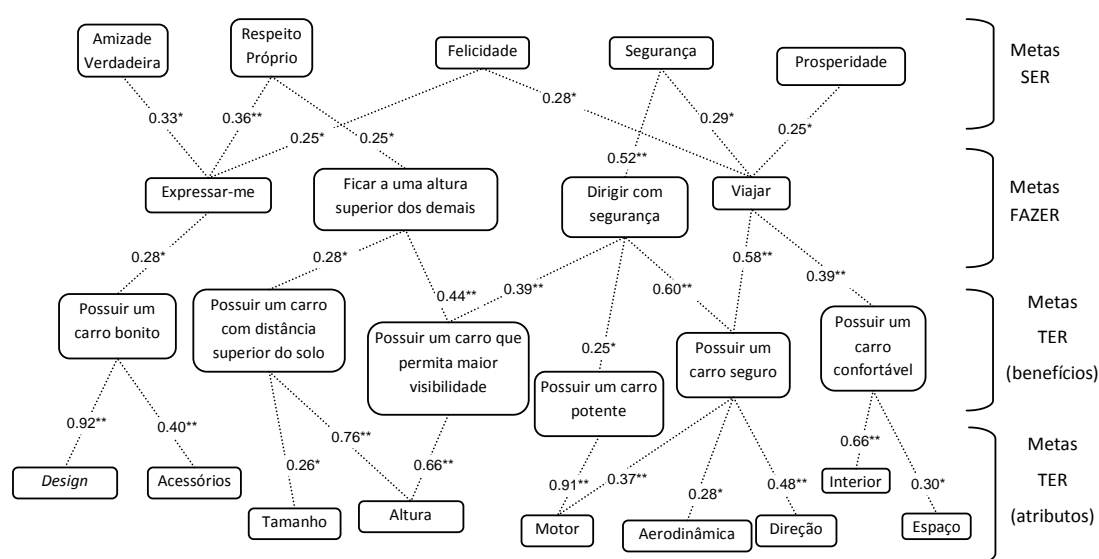 Amizade
Verdadeira
Respeito
Próprio
Felicidade
Segurança
Prosperidade
Metas
SER
0.33*
0.36**
0.25*
0.25*
0.28*
0.52**
0.29*
0.25*
Expressar-me
Ficar a uma altura
superior dos demais
Dirigir com
segurança
Viajar
Metas
FAZER
0.28*
0.28*
0.44**
0.39**
0.25*
0.60**
0.58**
0.39**
Possuir um
carro bonito
Possuir um carro
com distância
superior do solo
Possuir um carro que
permita maior
visibilidade
Possuir um carro
potente
Possuir um
carro seguro
Possuir um
carro
confortável
Metas
TER
(benefícios)
0.92**
0.40**
0.26*
0.76**
0.66**
0.91**
0.37**
0.28*
0.48**
0.66**
0.30*
Design
Acessórios
Tamanho
Altura
Motor
Aerodinâmica
Direção
Interior
Espaço
Metas
TER
(atributos)